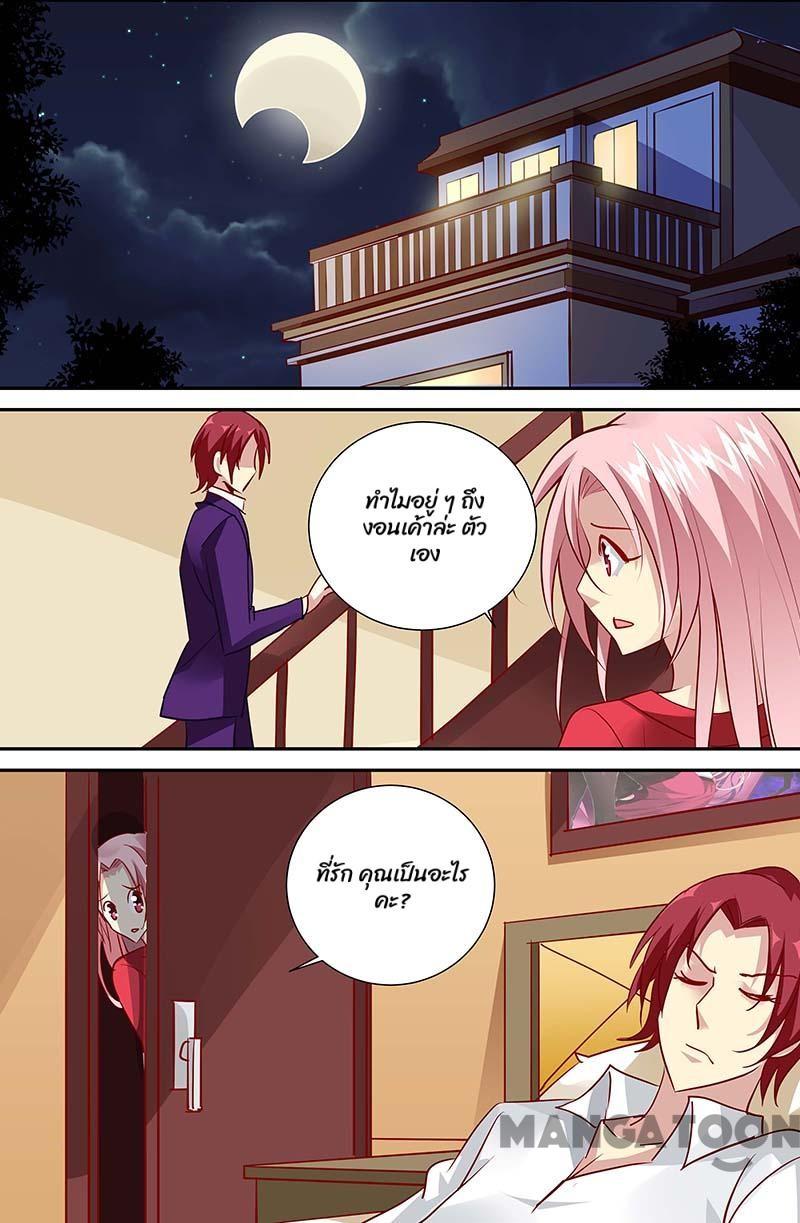 ทำไมอยู่ ๆ ถึง
งอนเค้าล่ะ ตัว
เอง
ที่รัก คุณเป็นอะไร
คะ?
MANGATOON